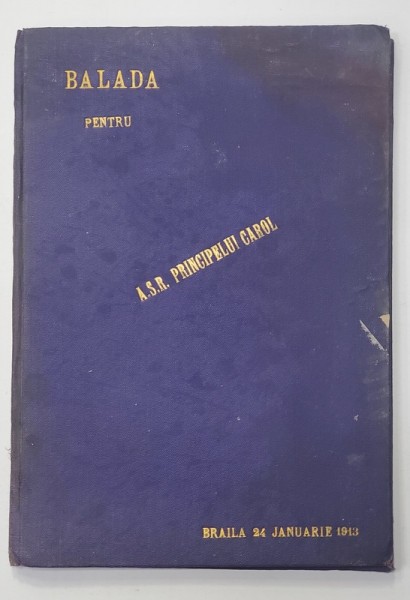 BALADA
PENTRU
A.S.R. PRINCIPELUI CAROL
BRAILA 24 JANUARIE 1913